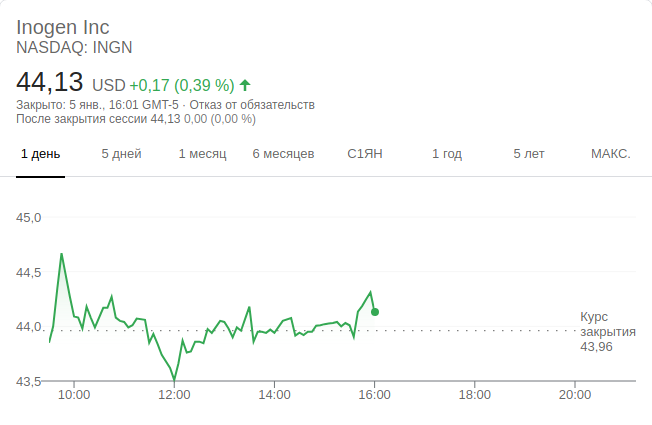 Inogen Inc
NASDAQ: INGN
44,13 USD +0,17 (0,39 %)
Закрыто: 5 янв., 16:01 GMT-5 · Отказ от обязательств
После закрытия сессии 44,13 0,00 (0,00 %)
1 день 5 дней 1 месяц 6 месяцев С1ЯН 1 год 5 лет МАКС.
45,0
44,5
44,0
43,5
Курс
закрытия
43,96
10:00 12:00 14:00 16:00 18:00 20:00